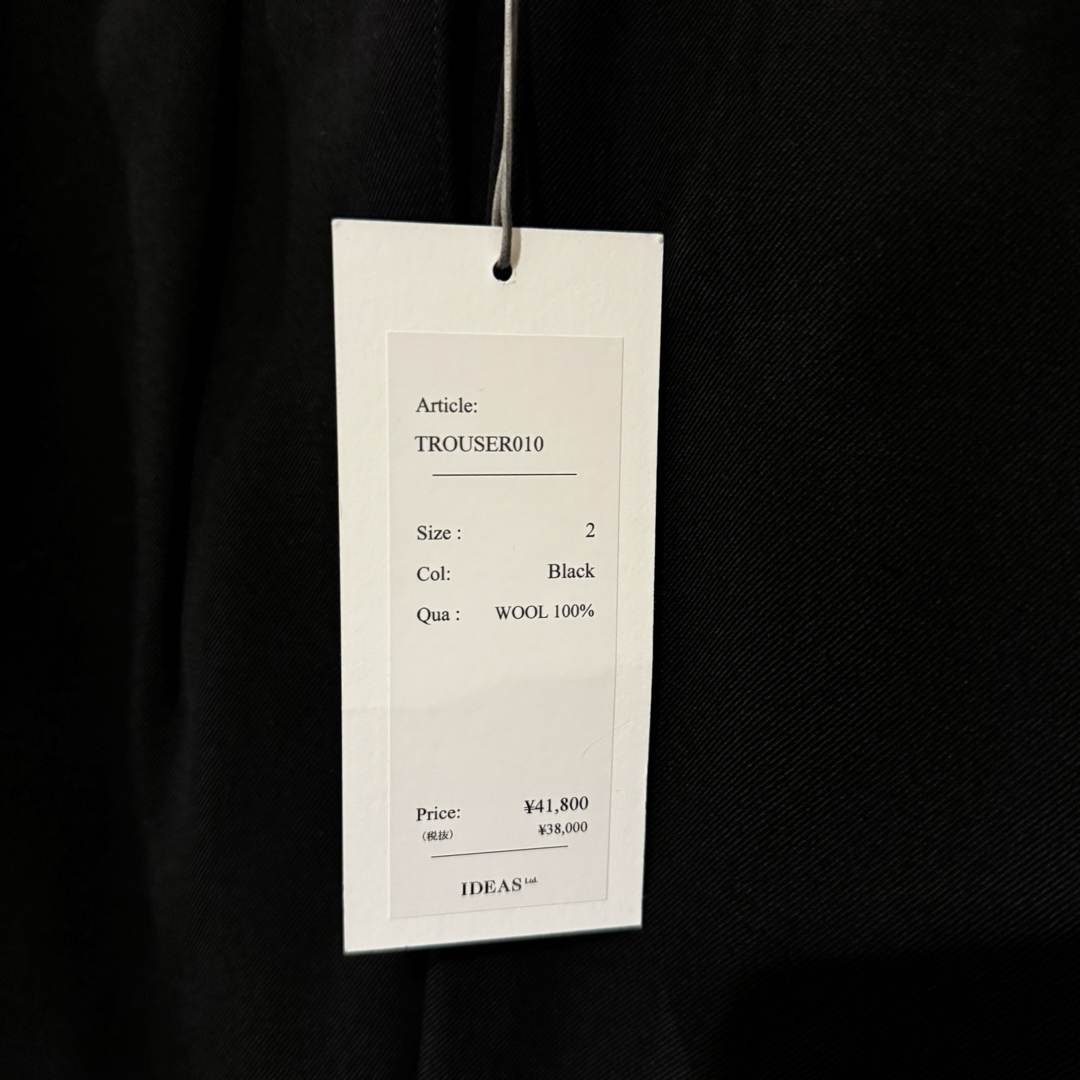 Article:
TROUSER010
Size : 2
Col: Black
Qua : WOOL 100%
Price: ¥41,800
(税抜) ¥38,000
IDEAS Ltd.